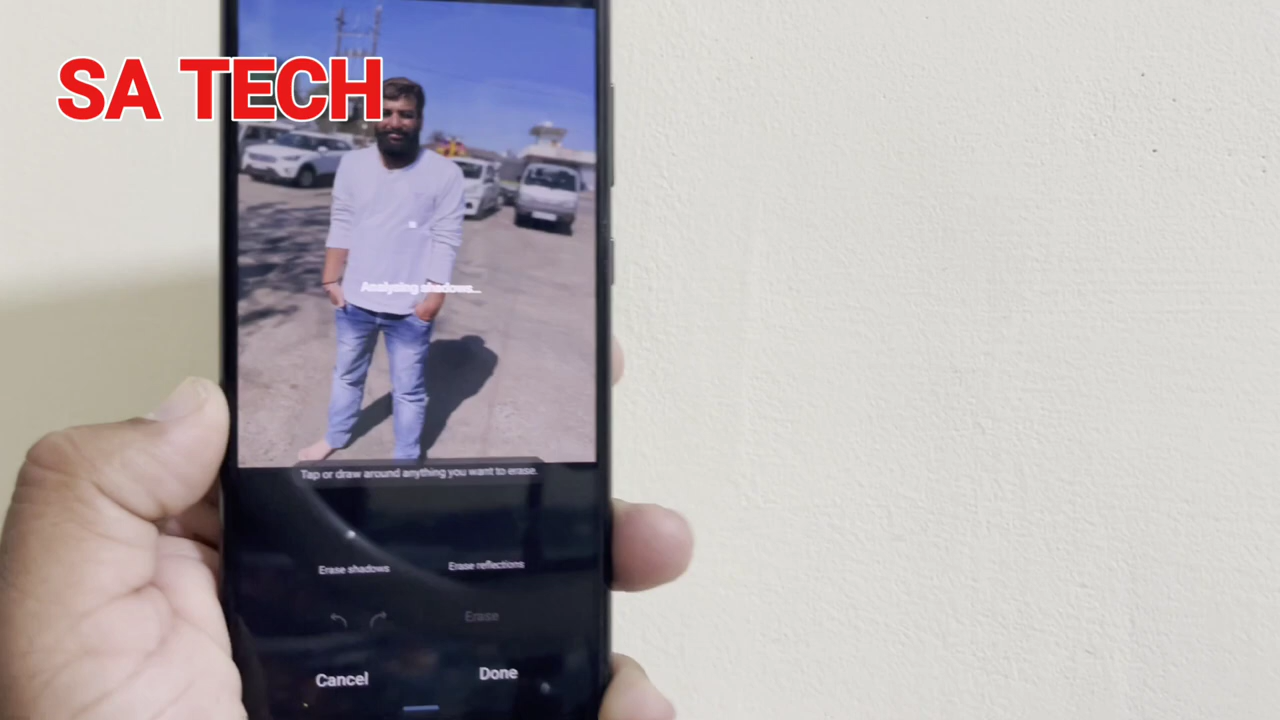 SA TECH
Analysing shadows...
Tap or draw around anything you want to erase.
Erase shadows
Erase reflections
Erase
Cancel
Done